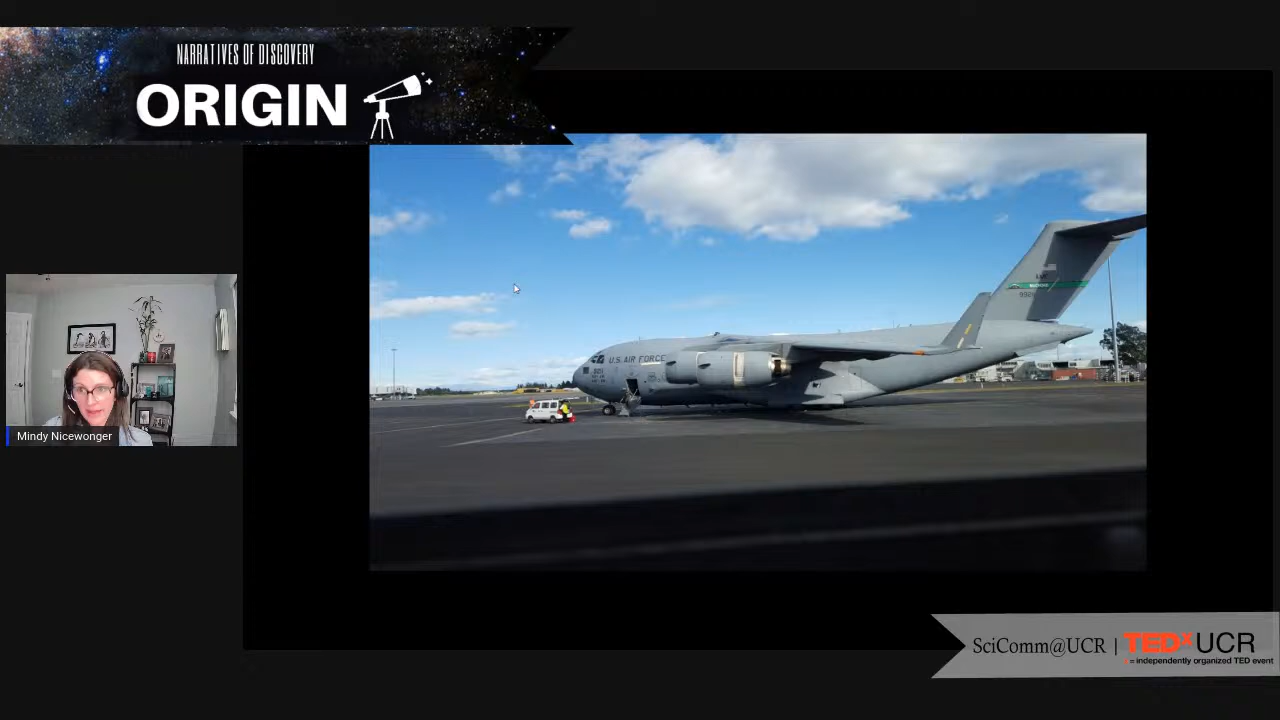 NARRATIVES OF DISCOVERY
ORIGIN
U.S. AIR FORCE
Mindy Nicewonger
SciComm@UCR | TEDxUCR
x = independently organized TED event